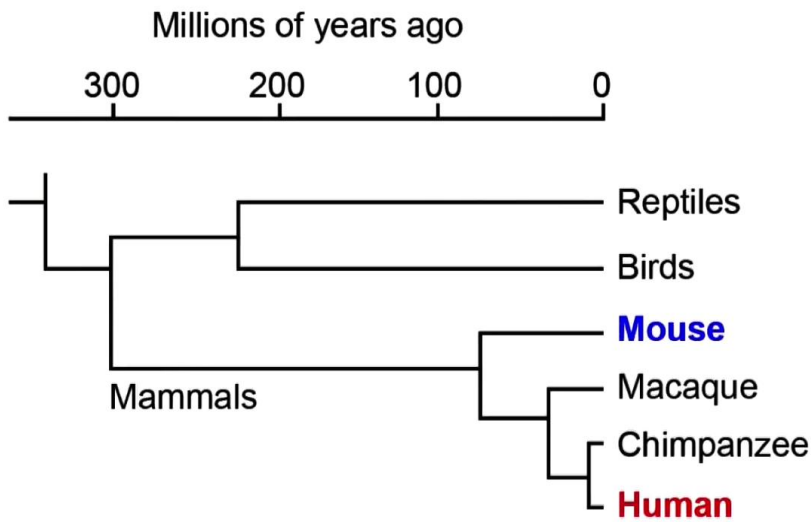 Millions of years ago
300 200 100 0
Reptiles
Birds
Mouse
Macaque
Mammals
Chimpanzee
Human